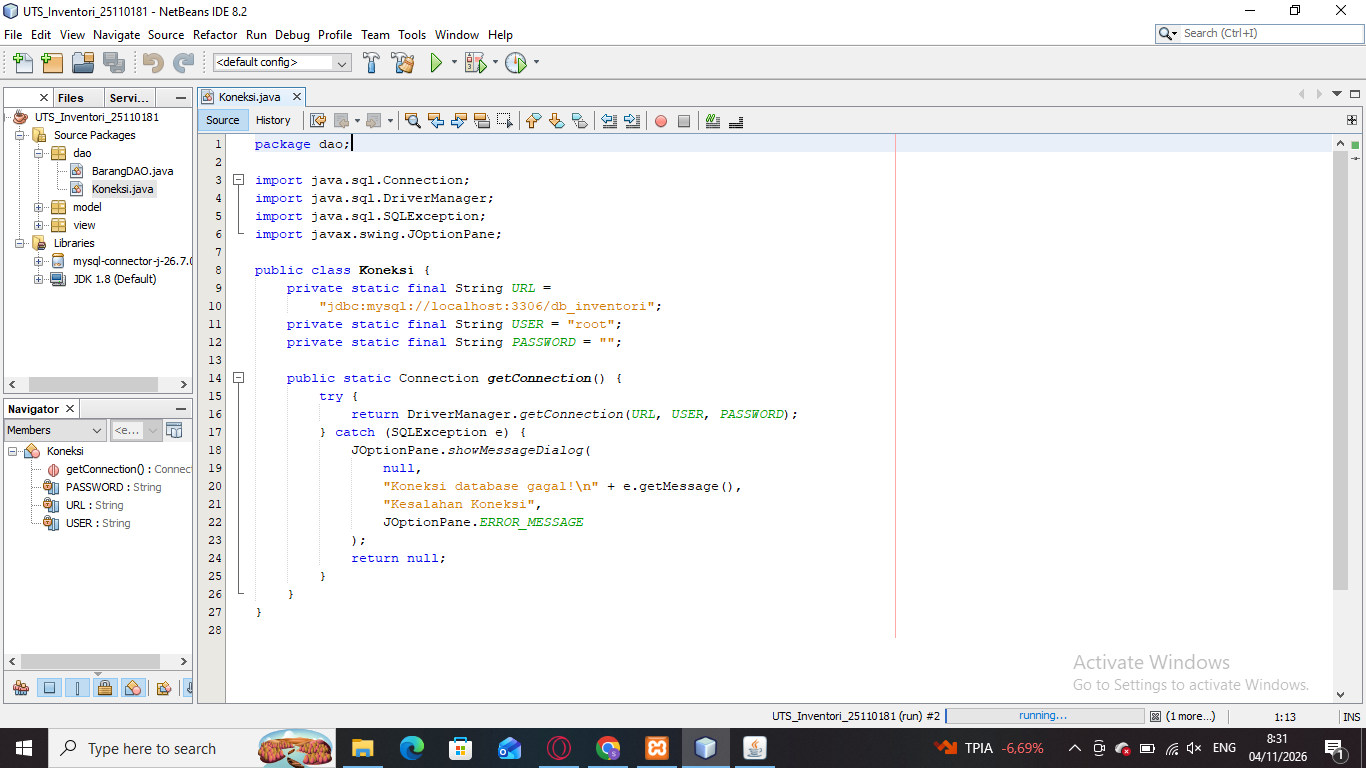 UTS_Inventori_25110181 - NetBeans IDE 8.2
File Edit View Navigate Source Refactor Run Debug Profile Team Tools Window Help
Search (Ctrl+I)
<default config>
Files
Servi...
Koneksi.java
Source
History
UTS_Inventori_25110181
Source Packages
dao
BarangDAO.java
Koneksi.java
model
view
Libraries
mysql-connector-j-26.7.0
JDK 1.8 (Default)
Navigator
Members
<e...
Koneksi
getConnection() : Connect
PASSWORD : String
URL : String
USER : String
1 package dao;
2
3 import java.sql.Connection;
4 import java.sql.DriverManager;
5 import java.sql.SQLException;
6 import javax.swing.JOptionPane;
7
8 public class Koneksi {
9 private static final String URL =
10 "jdbc:mysql://localhost:3306/db_inventori";
11 private static final String USER = "root";
12 private static final String PASSWORD = "";
13
14 public static Connection getConnection() {
15 try {
16 return DriverManager.getConnection(URL, USER, PASSWORD);
17 } catch (SQLException e) {
18 JOptionPane.showMessageDialog(
19 null,
20 "Koneksi database gagal!\n" + e.getMessage(),
21 "Kesalahan Koneksi",
22 JOptionPane.ERROR_MESSAGE
23 );
24 return null;
25 }
26 }
27 }
28
Activate Windows
Go to Settings to activate Windows.
UTS_Inventori_25110181 (run) #2
running...
(1 more...)
1:13
INS
Type here to search
TPIA -6,69%
ENG
8:31
04/11/2026
1